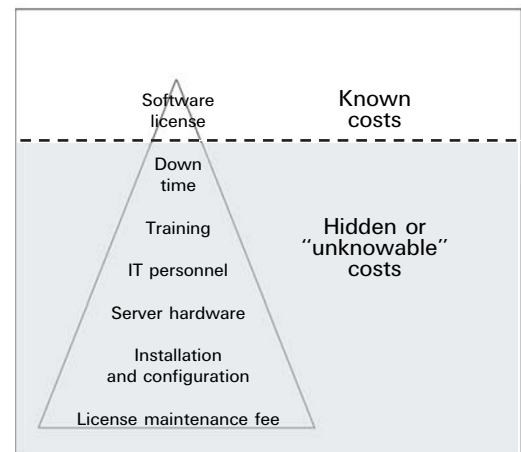 Software
license
Known
costs
Down
time
Training
IT personnel
Server hardware
Installation
and configuration
License maintenance fee
Hidden or
“unknowable”
costs